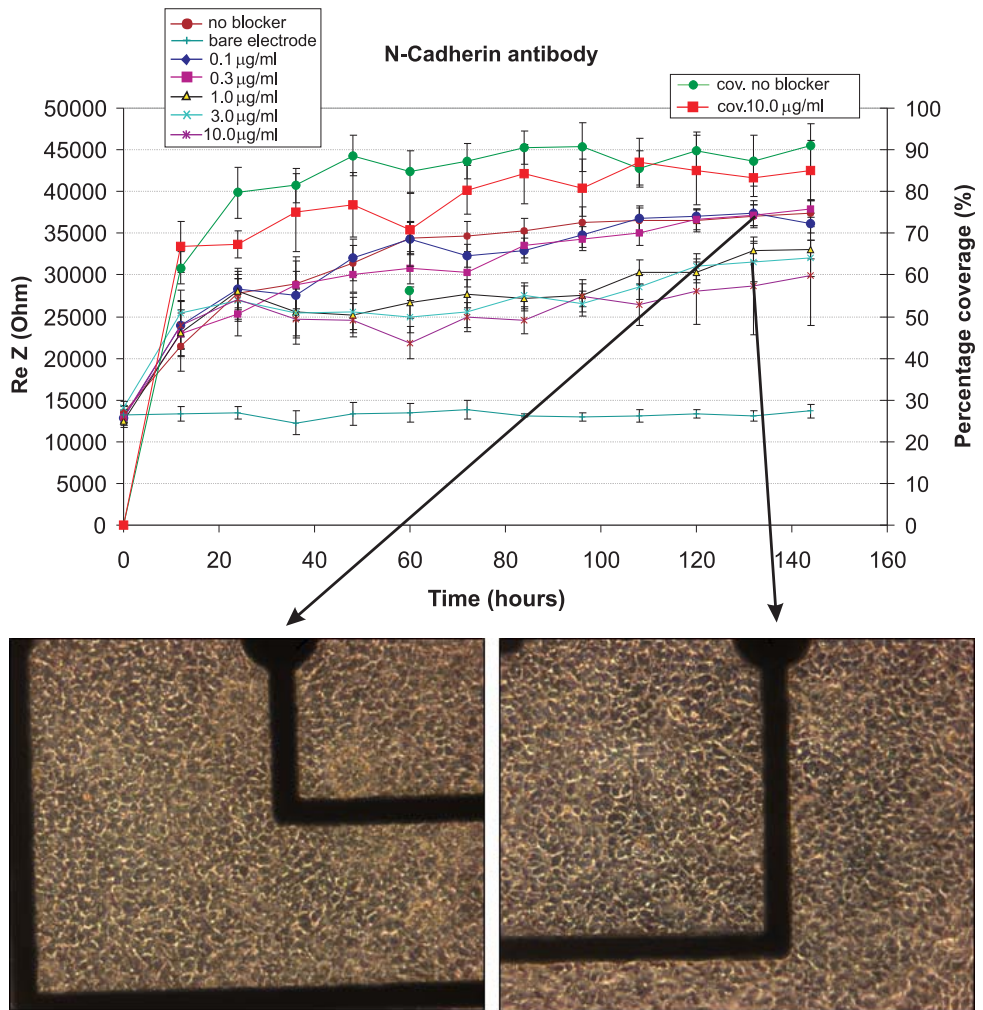 no blocker
bare electrode
0.1 µg/ml
0.3 µg/ml
1.0 µg/ml
3.0 µg/ml
10.0 µg/ml
N-Cadherin antibody
cov. no blocker
cov.10.0 µg/ml
50000
45000
40000
35000
30000
25000
20000
15000
10000
5000
0
Re Z (Ohm)
100
90
80
70
60
50
40
30
20
10
0
Percentage coverage (%)
0 20 40 60 80 100 120 140 160
Time (hours)